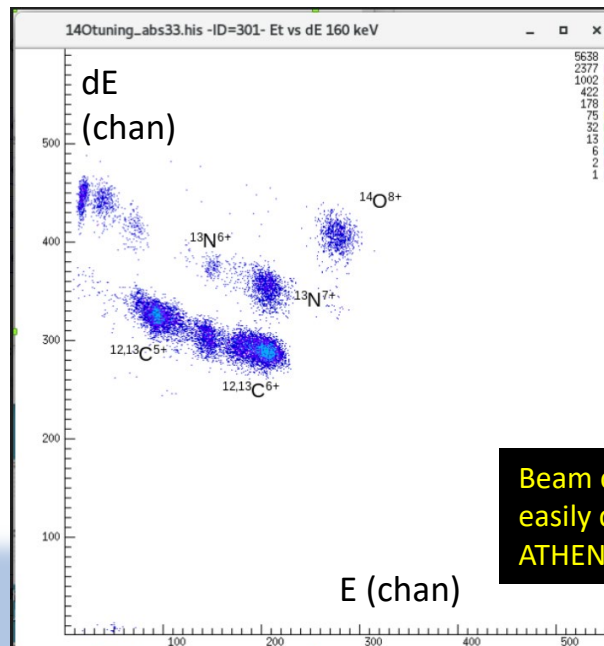 14Otuning_abs33.his -ID=301- Et vs dE 160 keV
5638
2377
1002
422
178
75
32
13
6
2
1
dE
(chan)
500
14O8+
400
13N6+
13N7+
300
12,13C5+
12,13C6+
200
Beam
easily
ATHEN
100
E (chan)
100
200
300
400
500